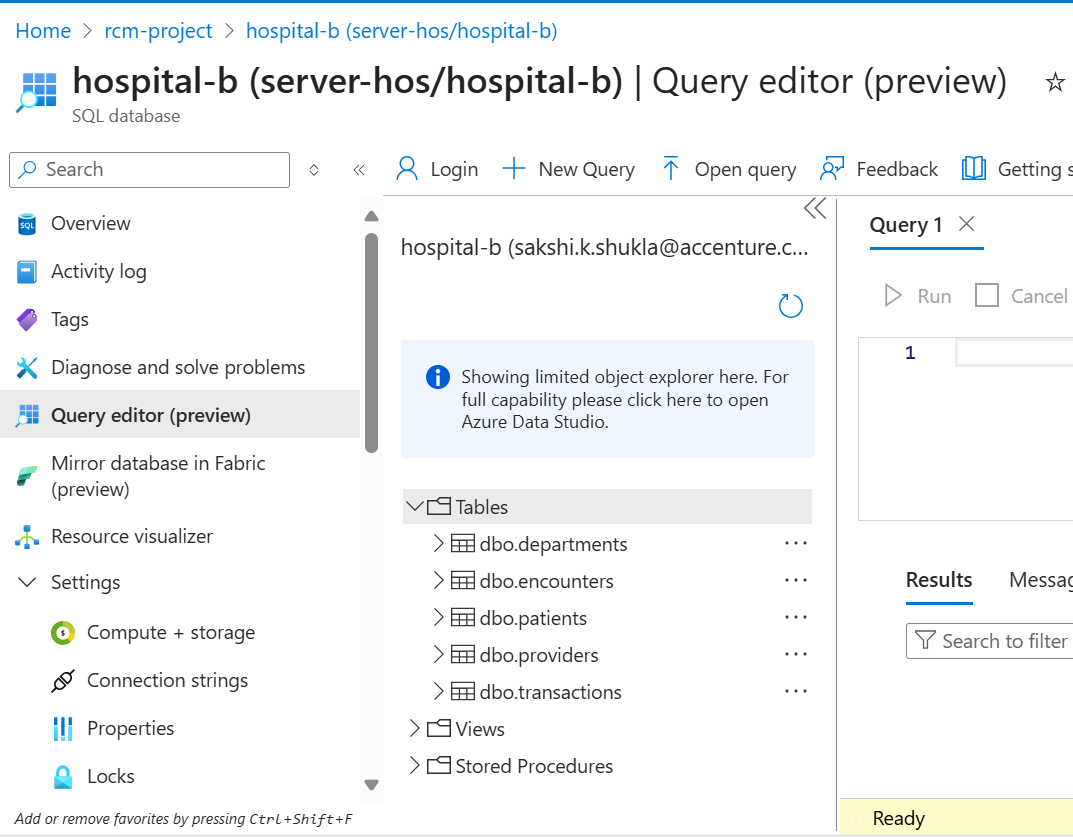 Home > rcm-project > hospital-b (server-hos/hospital-b)
hospital-b (server-hos/hospital-b) | Query editor (preview)
SQL database
Search
Overview
Activity log
Tags
Diagnose and solve problems
Query editor (preview)
Mirror database in Fabric
(preview)
Resource visualizer
Settings
Compute + storage
Connection strings
Properties
Locks
Add or remove favorites by pressing Ctrl+Shift+F
Login New Query Open query Feedback Getting s
hospital-b (sakshi.k.shukla@accenture.c...
Showing limited object explorer here. For
full capability please click here to open
Azure Data Studio.
Tables
dbo.departments ...
dbo.encounters ...
dbo.patients ...
dbo.providers ...
dbo.transactions ...
Views
Stored Procedures
Query 1
Run Cancel
1
Results Messag
Search to filter
Ready